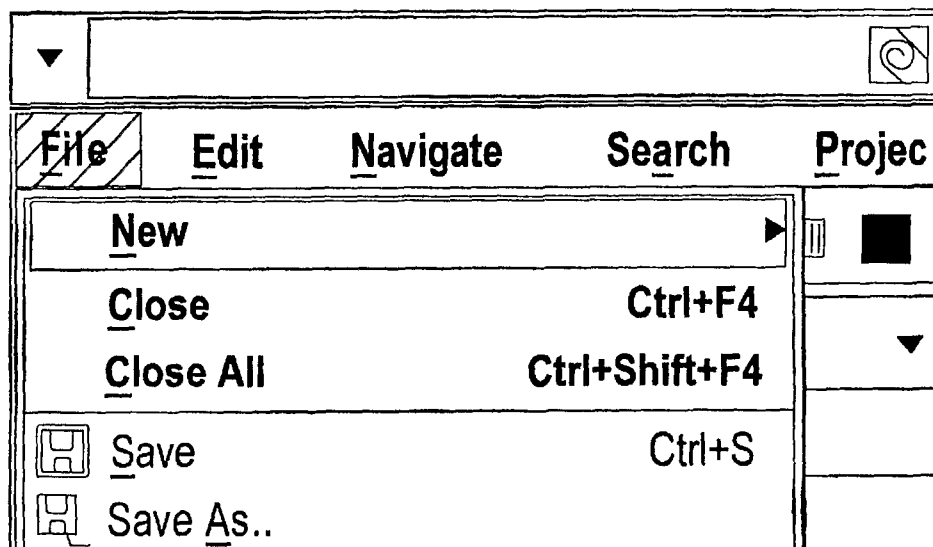 File Edit Navigate Search Projec
New
Close Ctrl+F4
Close All Ctrl+Shift+F4
Save Ctrl+S
Save As..